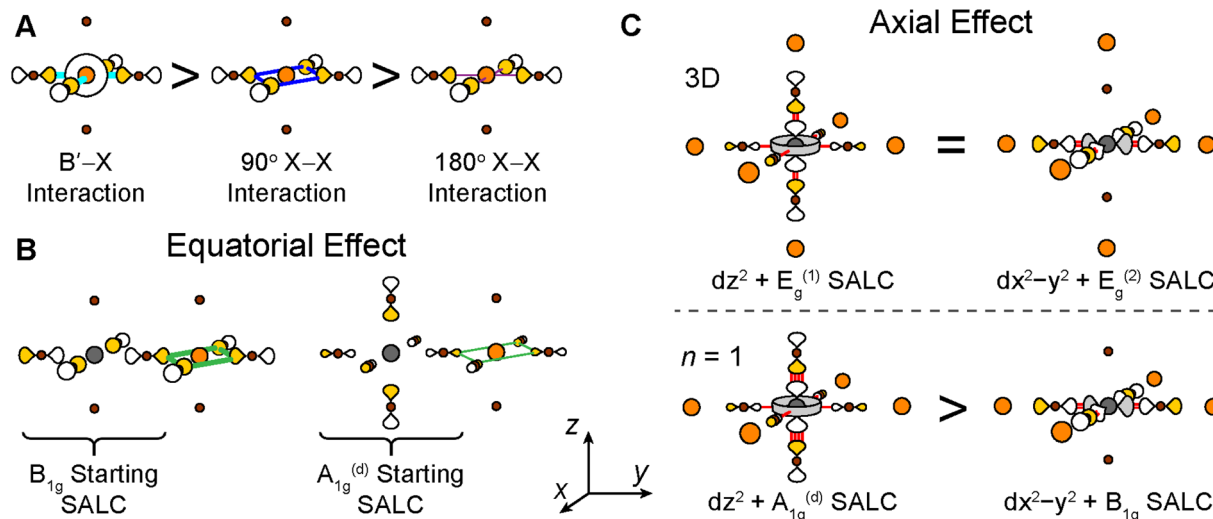 A
> >
B′–X
Interaction
90° X–X
Interaction
180° X–X
Interaction
B Equatorial Effect
B1g Starting
SALC
A1g(d) Starting
SALC
z
y
x
C Axial Effect
3D
=
dz2 + Eg(1) SALC
dx2–y2 + Eg(2) SALC
n = 1
>
dz2 + A1g(d) SALC
dx2–y2 + B1g SALC